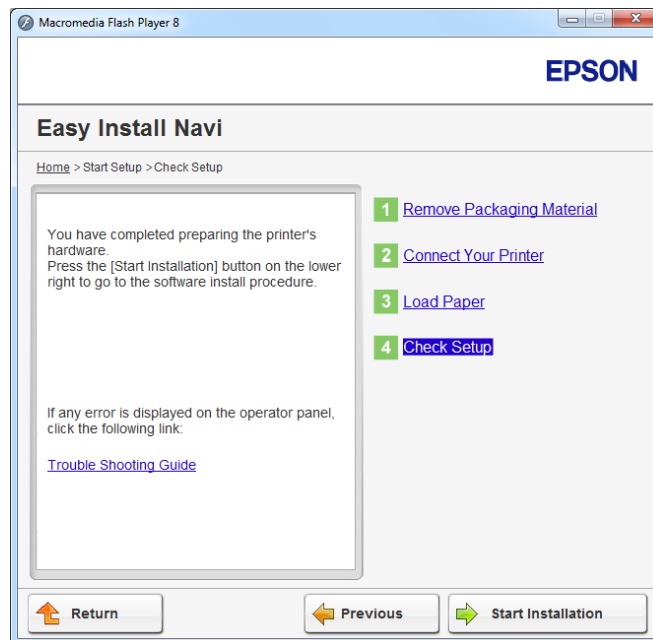 Macromedia Flash Player 8
EPSON
Easy Install Navi
Home > Start Setup >Check Setup
You have completed preparing the printer's
hardware.
Press the [Start Installation] button on the lower
right to go to the software install procedure.
If any error is displayed on the operator panel,
click the following link:
Trouble Shooting Guide
1 Remove Packaging Material
2 Connect Your Printer
3 Load Paper
4 Check Setup
Return
Previous
Start Installation